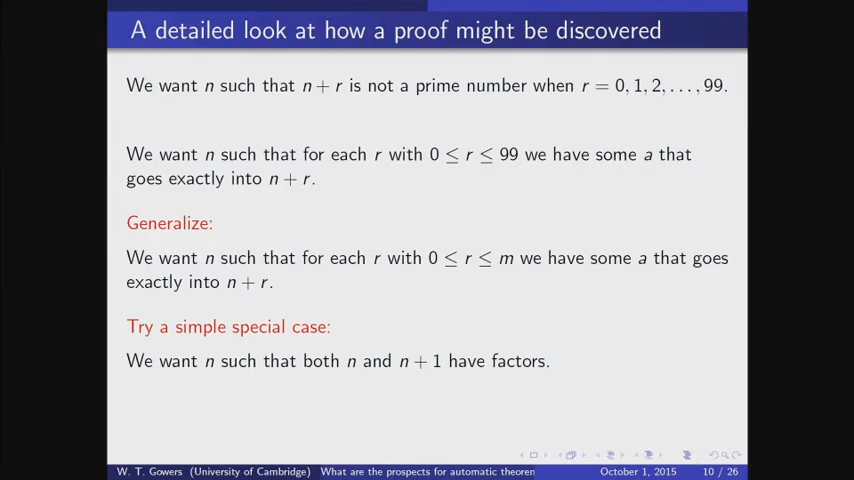 A detailed look at how a proof might be discovered
We want n such that n + r is not a prime number when r = 0, 1, 2, . . . , 99.
We want n such that for each r with 0 ≤ r ≤ 99 we have some a that
goes exactly into n + r.
Generalize:
We want n such that for each r with 0 ≤ r ≤ m we have some a that goes
exactly into n + r.
Try a simple special case:
We want n such that both n and n + 1 have factors.
W. T. Gowers (University of Cambridge) What are the prospects for automatic theorem October 1, 2015 10 / 26